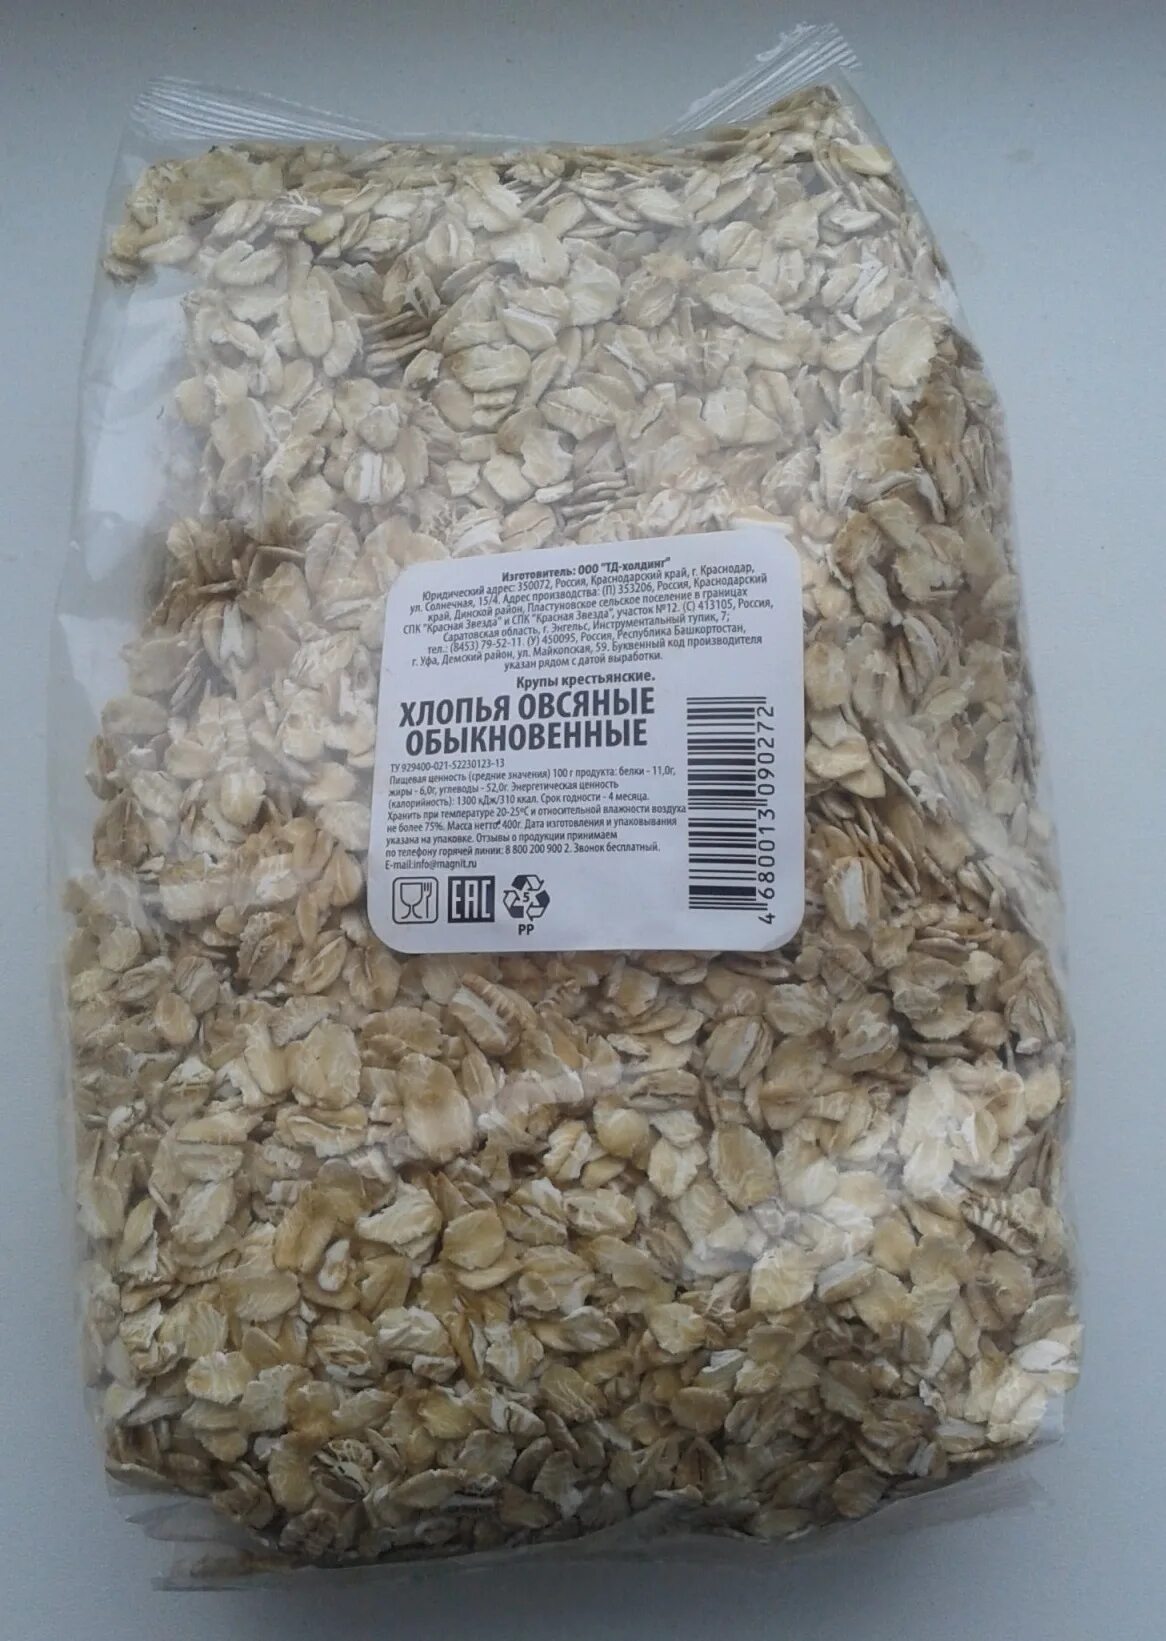 Изготовитель: ООО "ТД-холдинг"
Юридический адрес: 350072, Россия, Краснодарский край, г. Краснодар,
ул. Солнечная, 15/4. Адрес производства: (П) 353206, Россия, Краснодарский
край, Динской район, Пластуновское сельское поселение в границах
СПК "Красная Звезда" и СПК "Красная Звезда", участок №12. (С) 413105, Россия,
Саратовская область, г. Энгельс, Инструментальный тупик, 7;
тел.: (8453) 79-52-11. (У) 450095, Россия, Республика Башкортостан,
г. Уфа, Демский район, ул. Майкопская, 59. Буквенный код производителя
указан рядом с датой выработки.
Крупы крестьянские.
ХЛОПЬЯ ОВСЯНЫЕ
ОБЫКНОВЕННЫЕ
ТУ 929400-021-52230123-13
Пищевая ценность (средние значения) 100 г продукта: белки - 11,0г,
жиры - 6,0г, углеводы - 52,0г. Энергетическая ценность
(калорийность): 1300 кДж/310 ккал. Срок годности - 4 месяца.
Хранить при температуре 20-25°С и относительной влажности воздуха
не более 75%. Масса нетто: 400г. Дата изготовления и упаковывания
указана на упаковке. Отзывы о продукции принимаем
по телефону горячей линии: 8 800 200 900 2. Звонок бесплатный.
E-mail:info@magnit.ru
EAC
5
PP
4680013090272